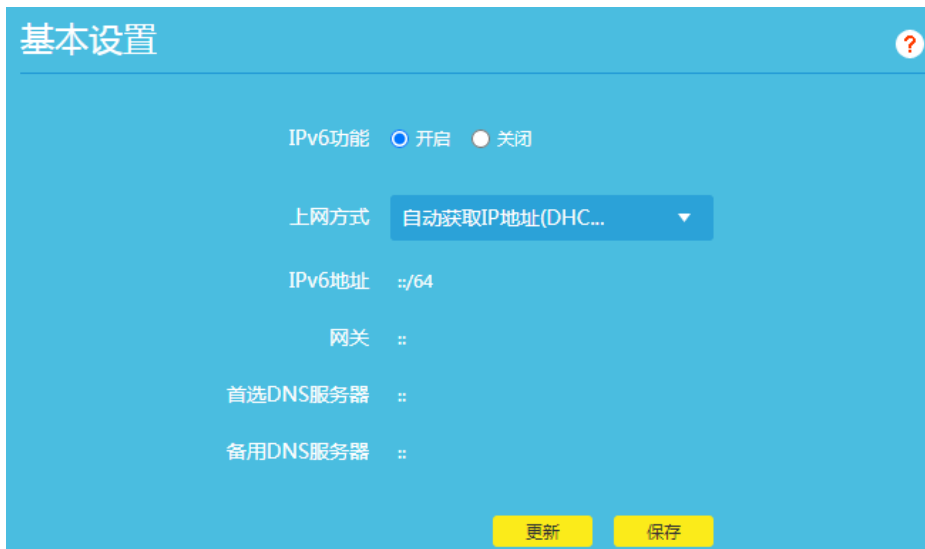 基本设置
?
IPv6功能 开启 关闭
上网方式 自动获取IP地址(DHC...
IPv6地址 ::/64
网关 ::
首选DNS服务器 ::
备用DNS服务器 ::
更新 保存